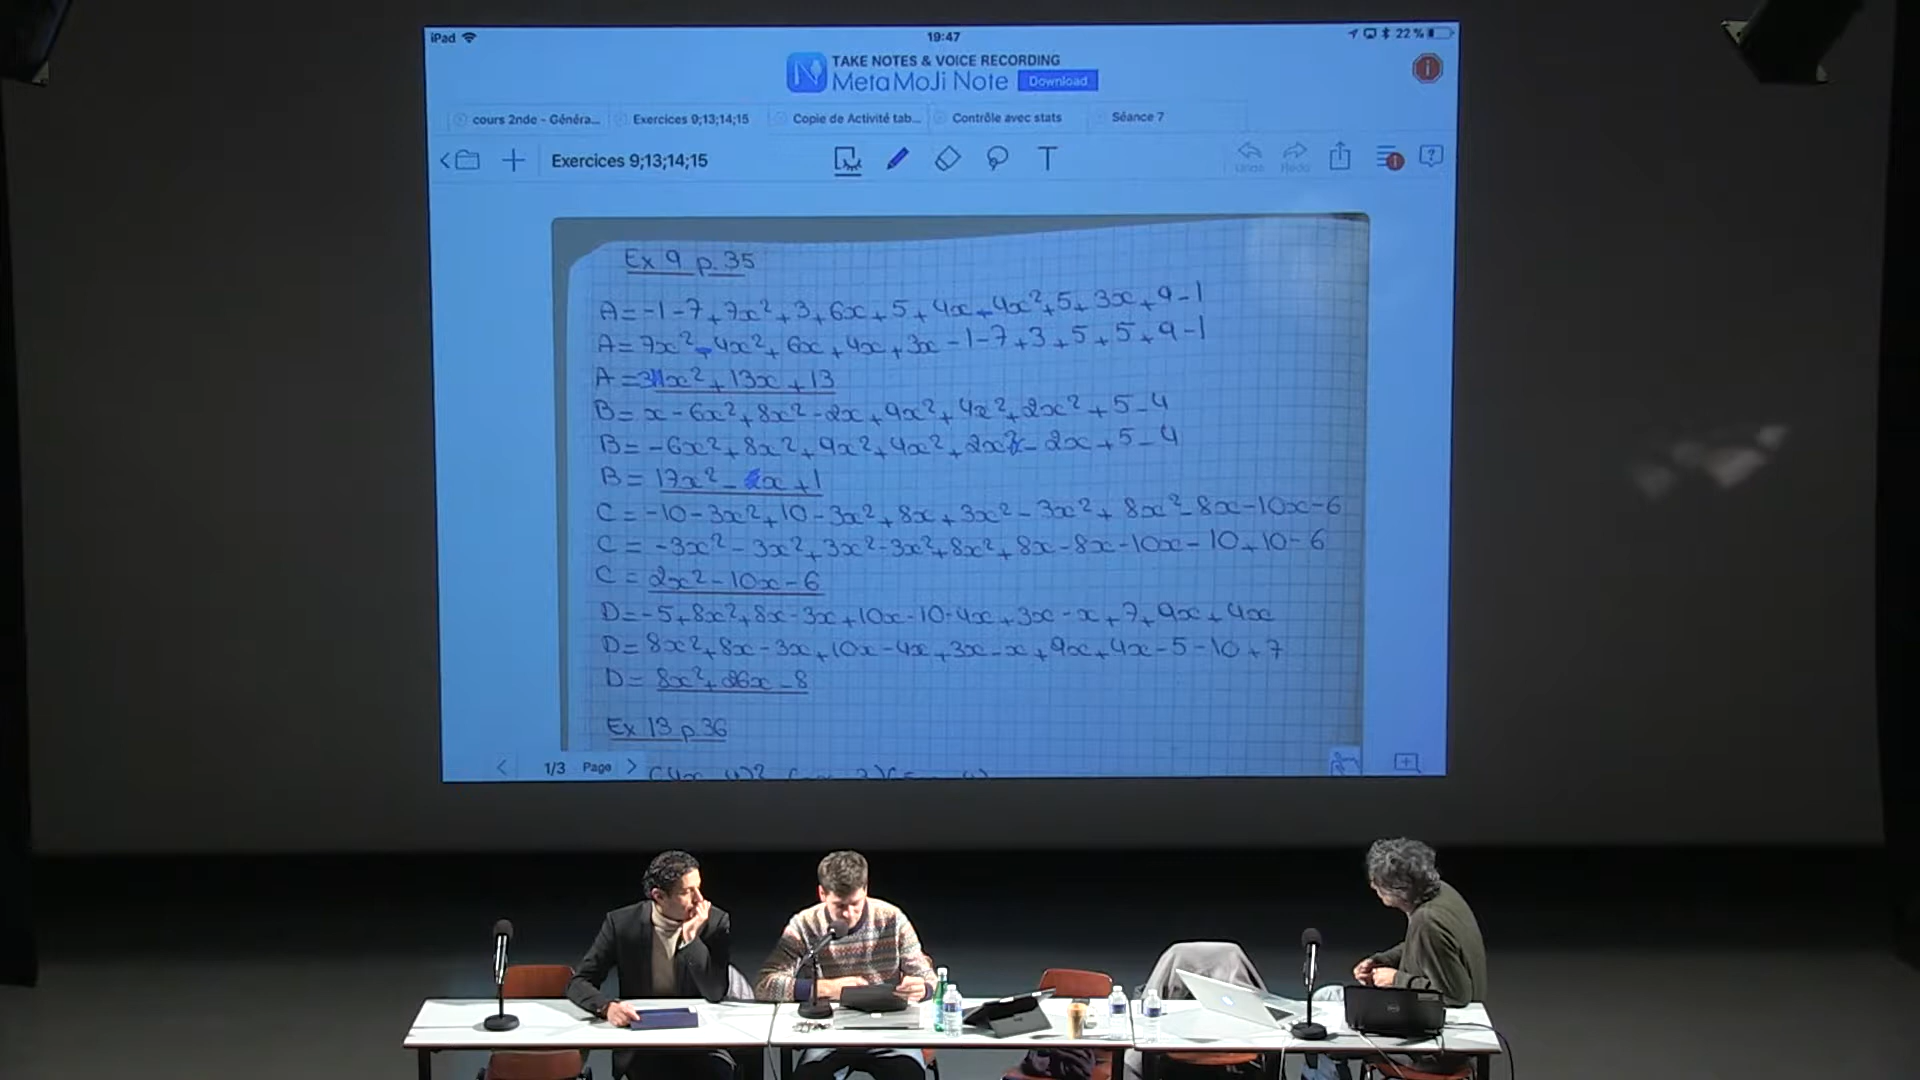 iPad 19:47 22 %
TAKE NOTES & VOICE RECORDING
MetaMoJi Note Download
cours 2nde - Généra... Exercices 9;13;14;15 Copie de Activité tab... Contrôle avec stats Séance 7
Exercices 9;13;14;15 T Undo Redo
Ex 9 p.35
A=-1-7+7x²+3+6x+5+4x-4x²+5+3x+9-1
A=7x²-4x²+6x+4x+3x-1-7+3+5+5+9-1
A=3x²+13x+13
B=x-6x²+8x²-2x+9x²+4x²+2x²+5-4
B=-6x²+8x²+9x²+4x²+2x²-2x+5-4
B=17x²-x+1
C=-10-3x²+10-3x²+8x+3x²-3x²+8x²-8x-10x-6
C=-3x²-3x²+3x²-3x²+8x²+8x-8x-10x-10+10-6
C=2x²-10x-6
D=-5+8x²+8x-3x+10x-10-4x+3x-x+7+9x+4x
D=8x²+8x-3x+10x-4x+3x-x+9x+4x-5-10+7
D=8x²+26x-8
Ex 13 p.36
1/3 Page